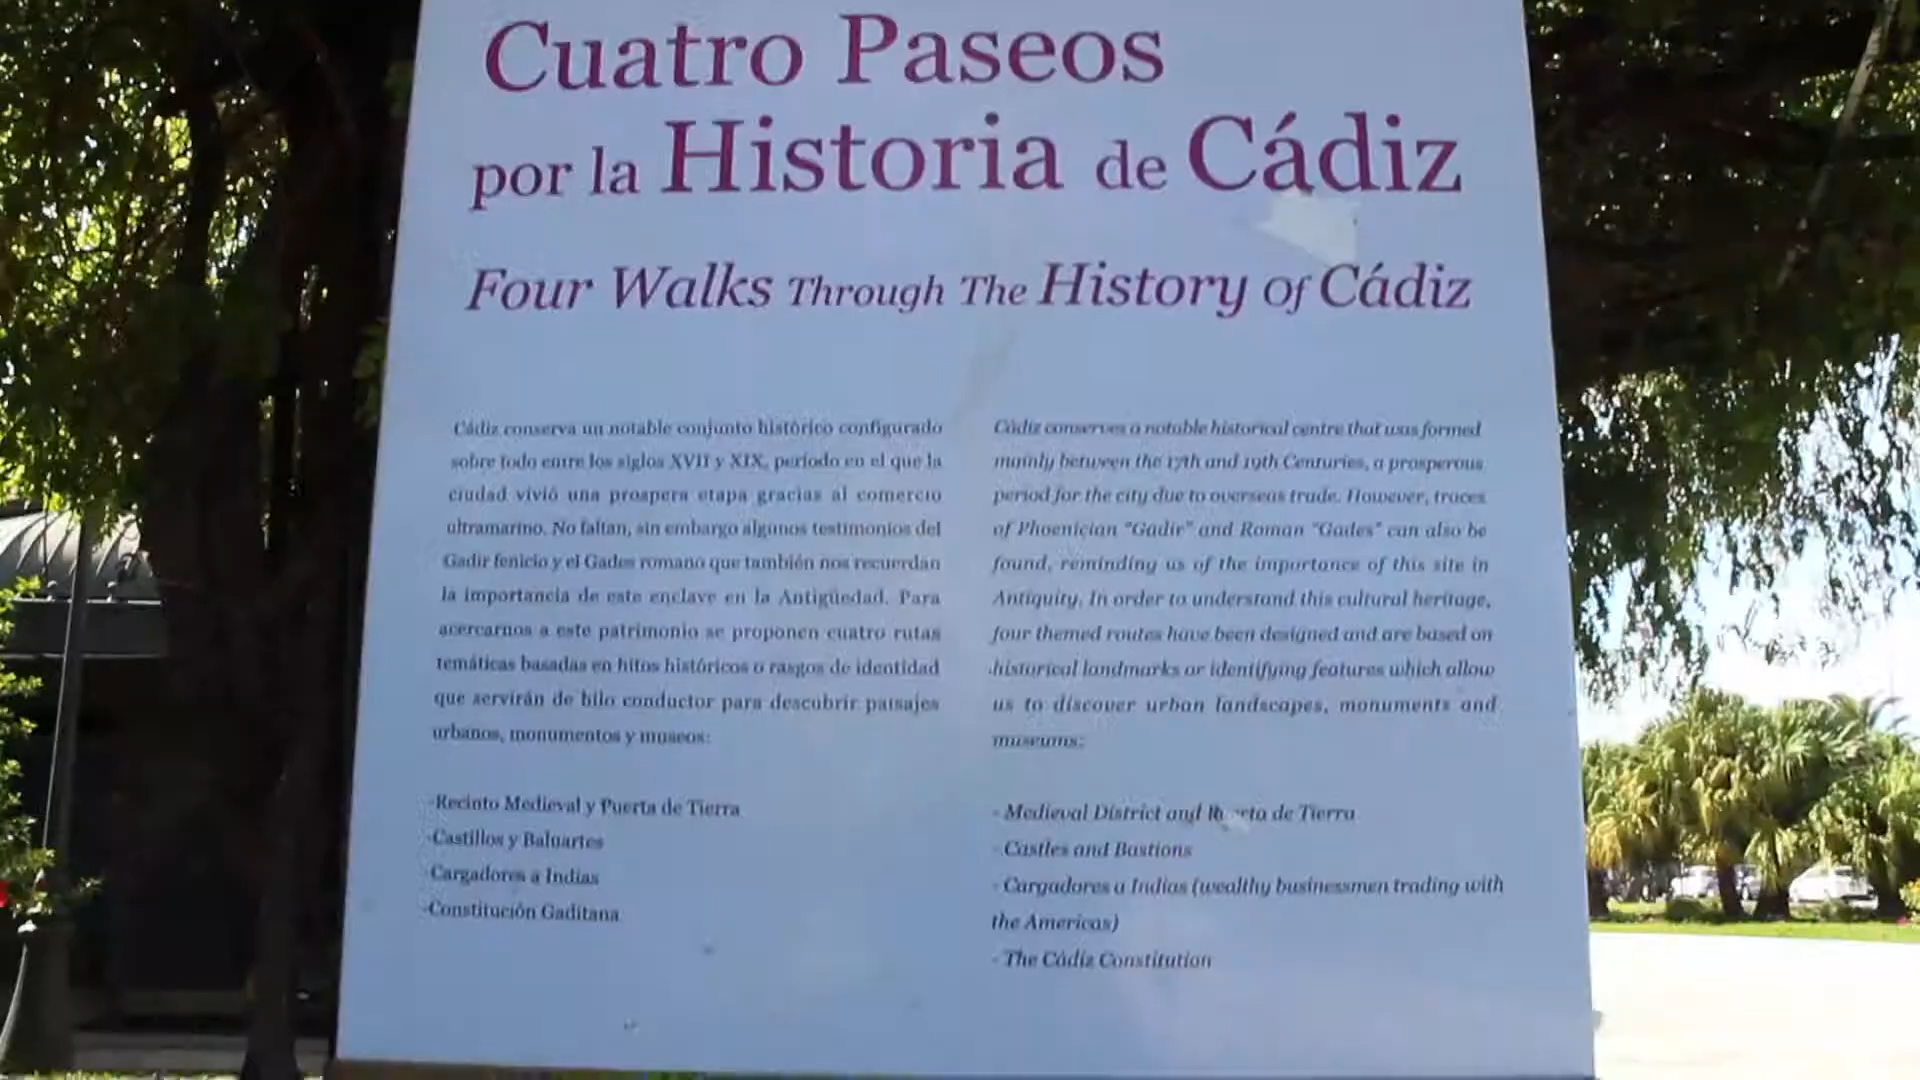 Cuatro Paseos
por la Historia de Cádiz
Four Walks Through The History Of Cádiz
Cádiz conserva un notable conjunto histórico configurado
sobre todo entre los siglos XVII y XIX, periodo en el que la
ciudad vivió una prospera etapa gracias al comercio
ultramarino. No faltan, sin embargo algunos testimonios del
Gadir fenicio y el Gades romano que también nos recuerdan
la importancia de este enclave en la Antigüedad. Para
acercarnos a este patrimonio se proponen cuatro rutas
temáticas basadas en hitos históricos o rasgos de identidad
que servirán de hilo conductor para descubrir paisajes
urbanos, monumentos y museos:
-Recinto Medieval y Puerta de Tierra
-Castillos y Baluartes
-Cargadores a Indias
-Constitución Gaditana
Cádiz conserves a notable historical centre that was formed
mainly between the 17th and 19th Centuries, a prosperous
period for the city due to overseas trade. However, traces
of Phoenician "Gadir" and Roman "Gades" can also be
found, reminding us of the importance of this site in
Antiquity. In order to understand this cultural heritage,
four themed routes have been designed and are based on
historical landmarks or identifying features which allow
us to discover urban landscapes, monuments and
museums:
- Medieval District and de Tierra
- Castles and Bastions
- Cargadores a Indias (wealthy businessmen trading with
the Americas)
- The Cádiz Constitution